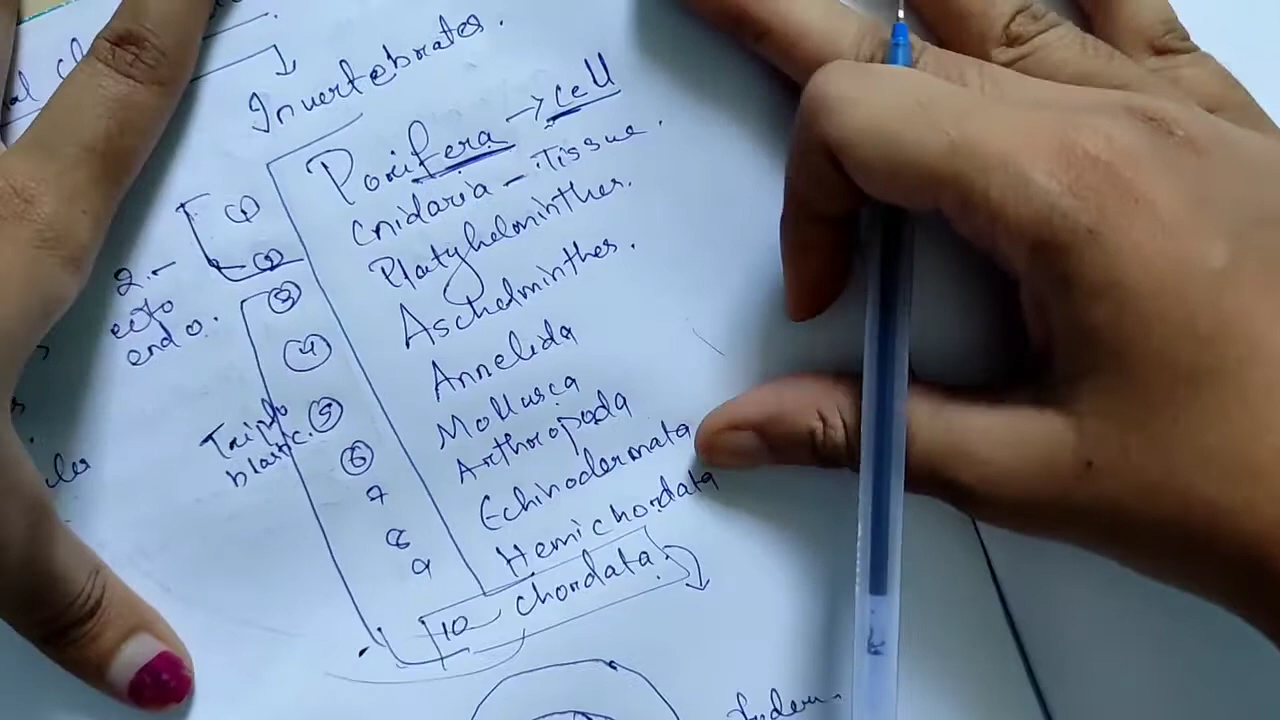 Invertebrates.
Porifera → cell
Cnidaria - Tissue.
Platyhelminthes.
Aschelminthes.
Annelida
Mollusca
Arthropoda
Echinodermata
Hemichordata
10 chordata.
1
2
3
4
5
6
7
8
9
2.-
ecto
endo.
Triplo
blastic.